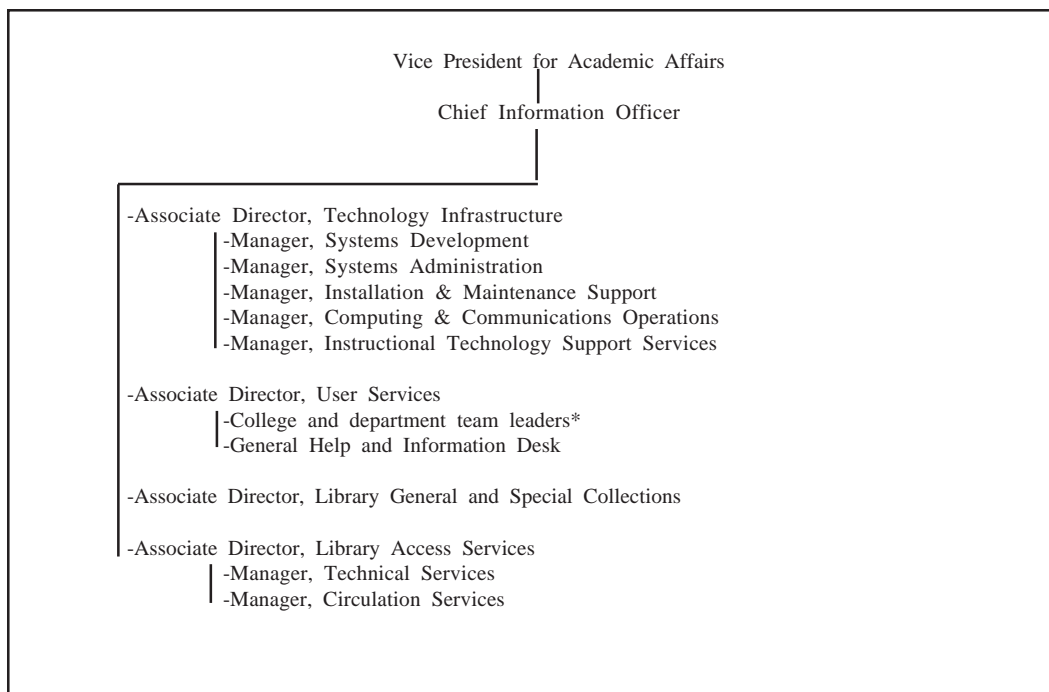 Vice President for Academic Affairs
Chief Information Officer
-Associate Director, Technology Infrastructure
-Manager, Systems Development
-Manager, Systems Administration
-Manager, Installation & Maintenance Support
-Manager, Computing & Communications Operations
-Manager, Instructional Technology Support Services
-Associate Director, User Services
-College and department team leaders*
-General Help and Information Desk
-Associate Director, Library General and Special Collections
-Associate Director, Library Access Services
-Manager, Technical Services
-Manager, Circulation Services